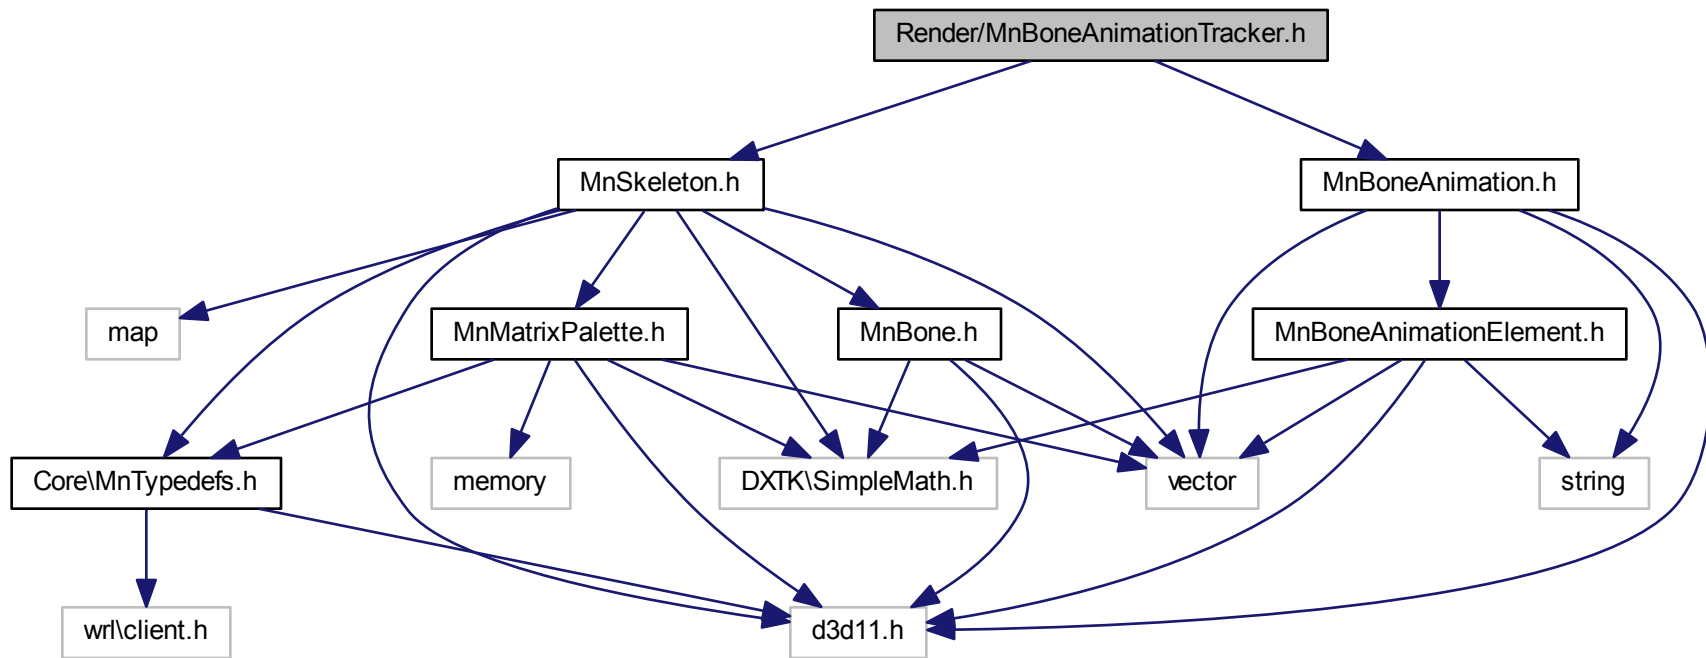 Render/MnBoneAnimationTracker.h
MnSkeleton.h
MnBoneAnimation.h
map
MnMatrixPalette.h
MnBone.h
MnBoneAnimationElement.h
Core\MnTypedefs.h
memory
DXTK\SimpleMath.h
vector
string
wrl\client.h
d3d11.h